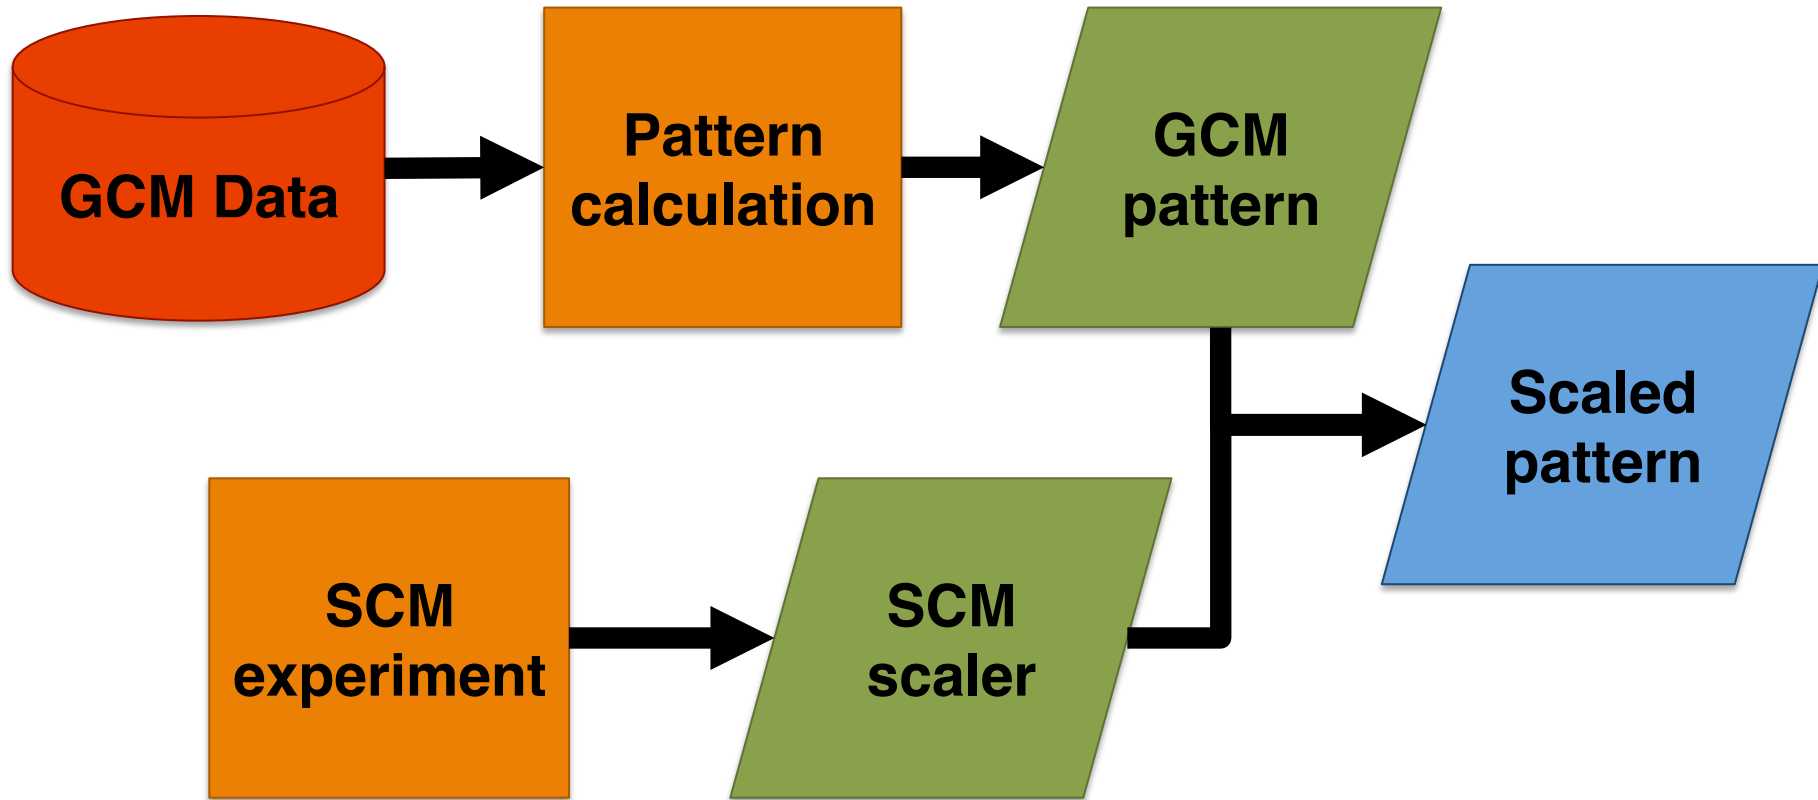 GCM Data
Pattern
calculation
GCM
pattern
Scaled
pattern
SCM
experiment
SCM
scaler